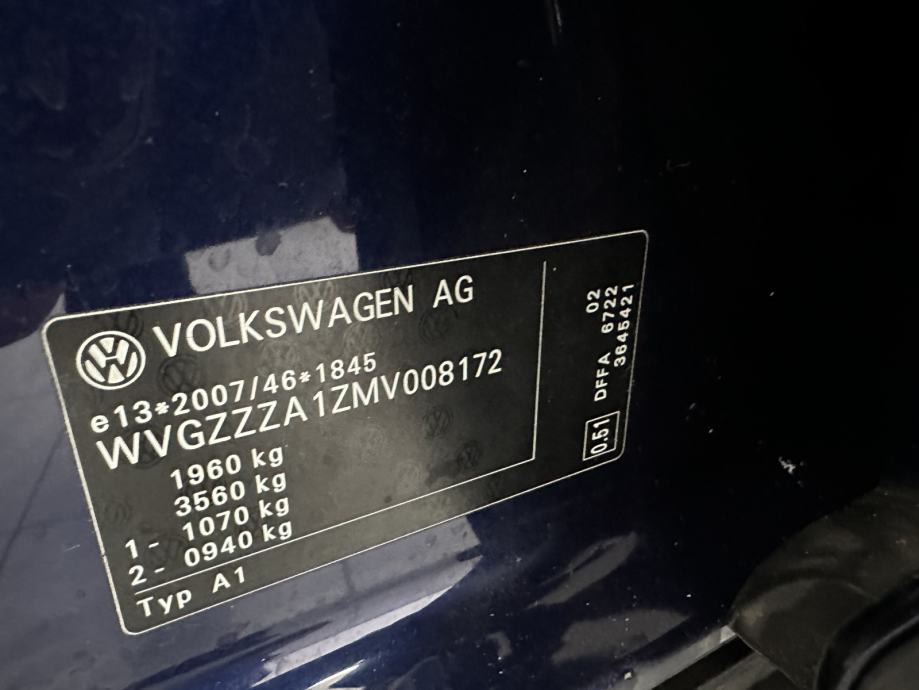 VOLKSWAGEN AG
e13*2007/46*1845
WVGZZZA1ZMV008172
1960 kg
3560 kg
1 - 1070 kg
2 - 0940 kg
Typ A1
02
DFFA 6722
3645421
0.51